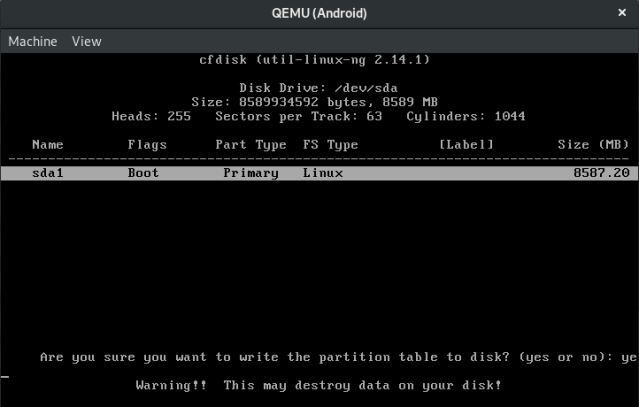 QEMU (Android) ×
Machine View
cfdisk (util-linux-ng 2.14.1)
Disk Drive: /dev/sda
Size: 8589934592 bytes, 8589 MB
Heads: 255 Sectors per Track: 63 Cylinders: 1044
Name Flags Part Type FS Type [Label] Size (MB)
sda1 Boot Primary Linux 8587.20
Are you sure you want to write the partition table to disk? (yes or no): ye
Warning!! This may destroy data on your disk!